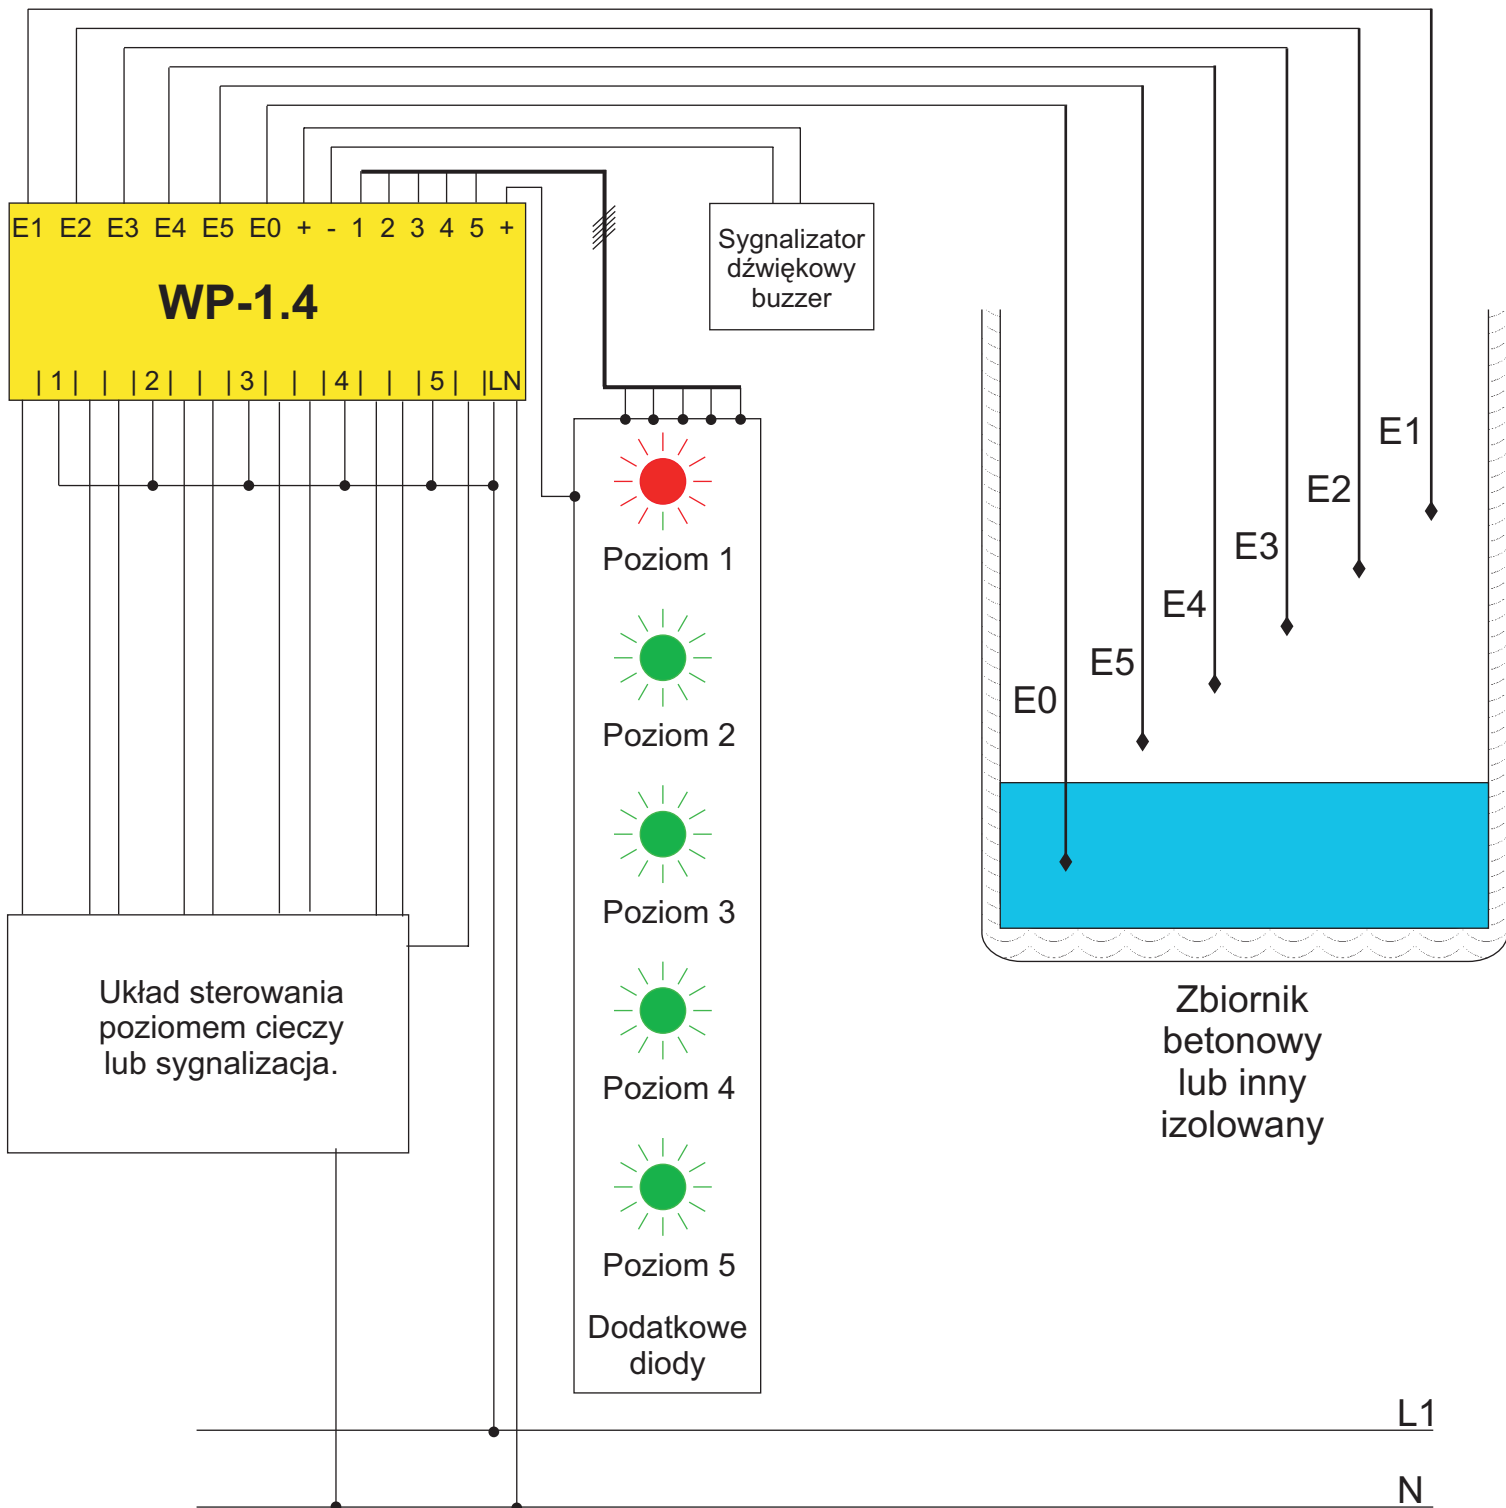 E1 E2 E3 E4 E5 E0 + - 1 2 3 4 5 +
WP-1.4
| 1 | | | 2 | | | 3 | | | 4 | | | 5 | | LN
Sygnalizator
dźwiękowy
buzzer
E1
E2
E3
E4
E5
E0
Poziom 1
Poziom 2
Poziom 3
Poziom 4
Poziom 5
Dodatkowe
diody
Układ sterowania
poziomem cieczy
lub sygnalizacja.
Zbiornik
betonowy
lub inny
izolowany
L1
N